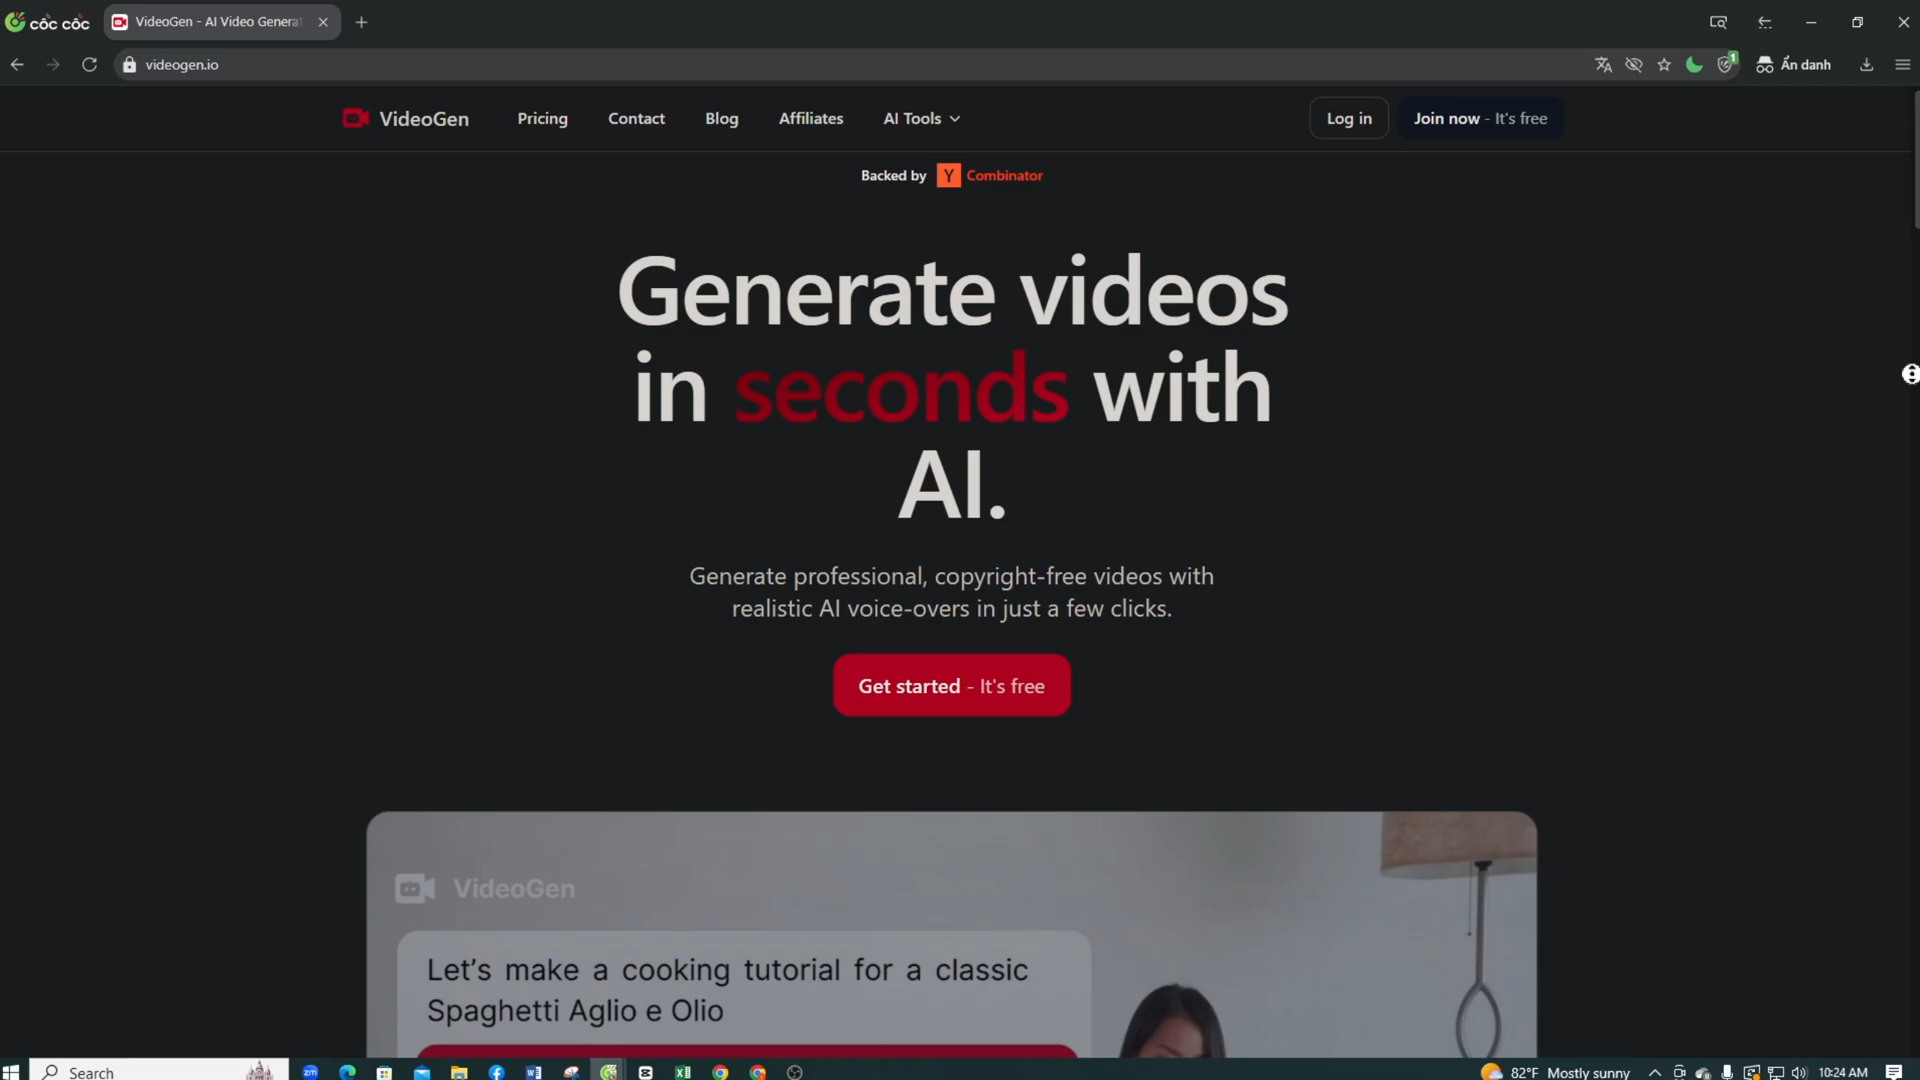 cốc cốc
VideoGen - AI Video Generat
videogen.io
1
Ẩn danh
VideoGen
Pricing
Contact
Blog
Affiliates
AI Tools
Log in
Join now - It's free
Backed by Y Combinator
Generate videos
in seconds with
AI.
Generate professional, copyright-free videos with
realistic AI voice-overs in just a few clicks.
Get started - It's free
VideoGen
Let's make a cooking tutorial for a classic
Spaghetti Aglio e Olio
Search
zm
82°F Mostly sunny
10:24 AM